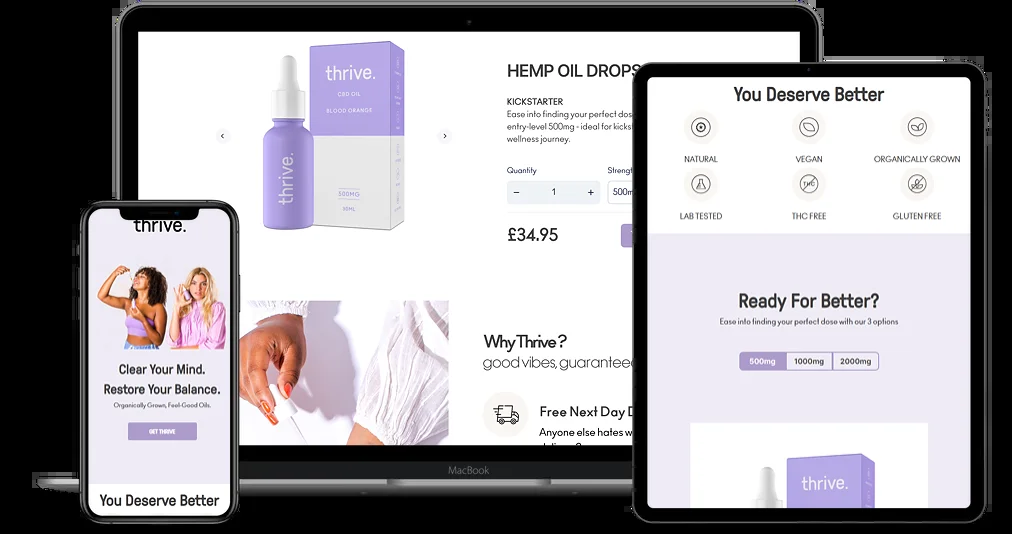 thrive.
CBD OIL
BLOOD ORANGE
thrive.
500MG
30ML
HEMP OIL DROPS
KICKSTARTER
Ease into finding your perfect dose
entry-level 500mg - ideal for kicks
wellness journey.
Quantity
Strengt
− 1 +
500m
£34.95
Why Thrive?
good vibes, guarantee
Free Next Day D
Anyone else hates w
MacBook
thrive.
Clear Your Mind.
Restore Your Balance.
Organically Grown, Feel-Good Oils.
GET THRIVE
You Deserve Better
You Deserve Better
NATURAL
VEGAN
ORGANICALLY GROWN
THC
LAB TESTED
THC FREE
GLUTEN FREE
Ready For Better?
Ease into finding your perfect dose with our 3 options
500mg
1000mg
2000mg
thrive.